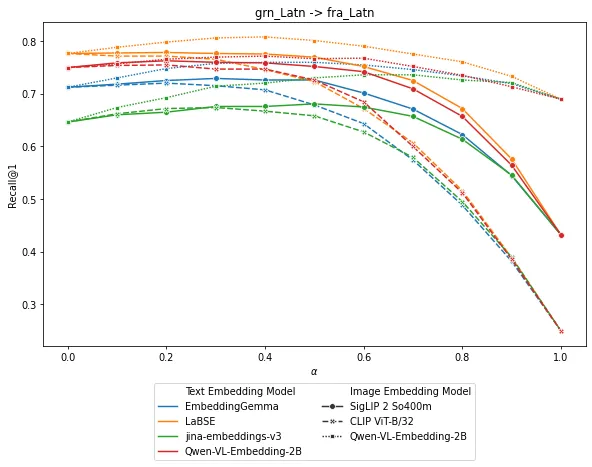 grn_Latn -> fra_Latn
Recall@1
0.8
0.7
0.6
0.5
0.4
0.3
0.0
0.2
0.4
0.6
0.8
1.0
α
Text Embedding Model
EmbeddingGemma
LaBSE
jina-embeddings-v3
Qwen-VL-Embedding-2B
Image Embedding Model
SigLIP 2 So400m
CLIP ViT-B/32
Qwen-VL-Embedding-2B